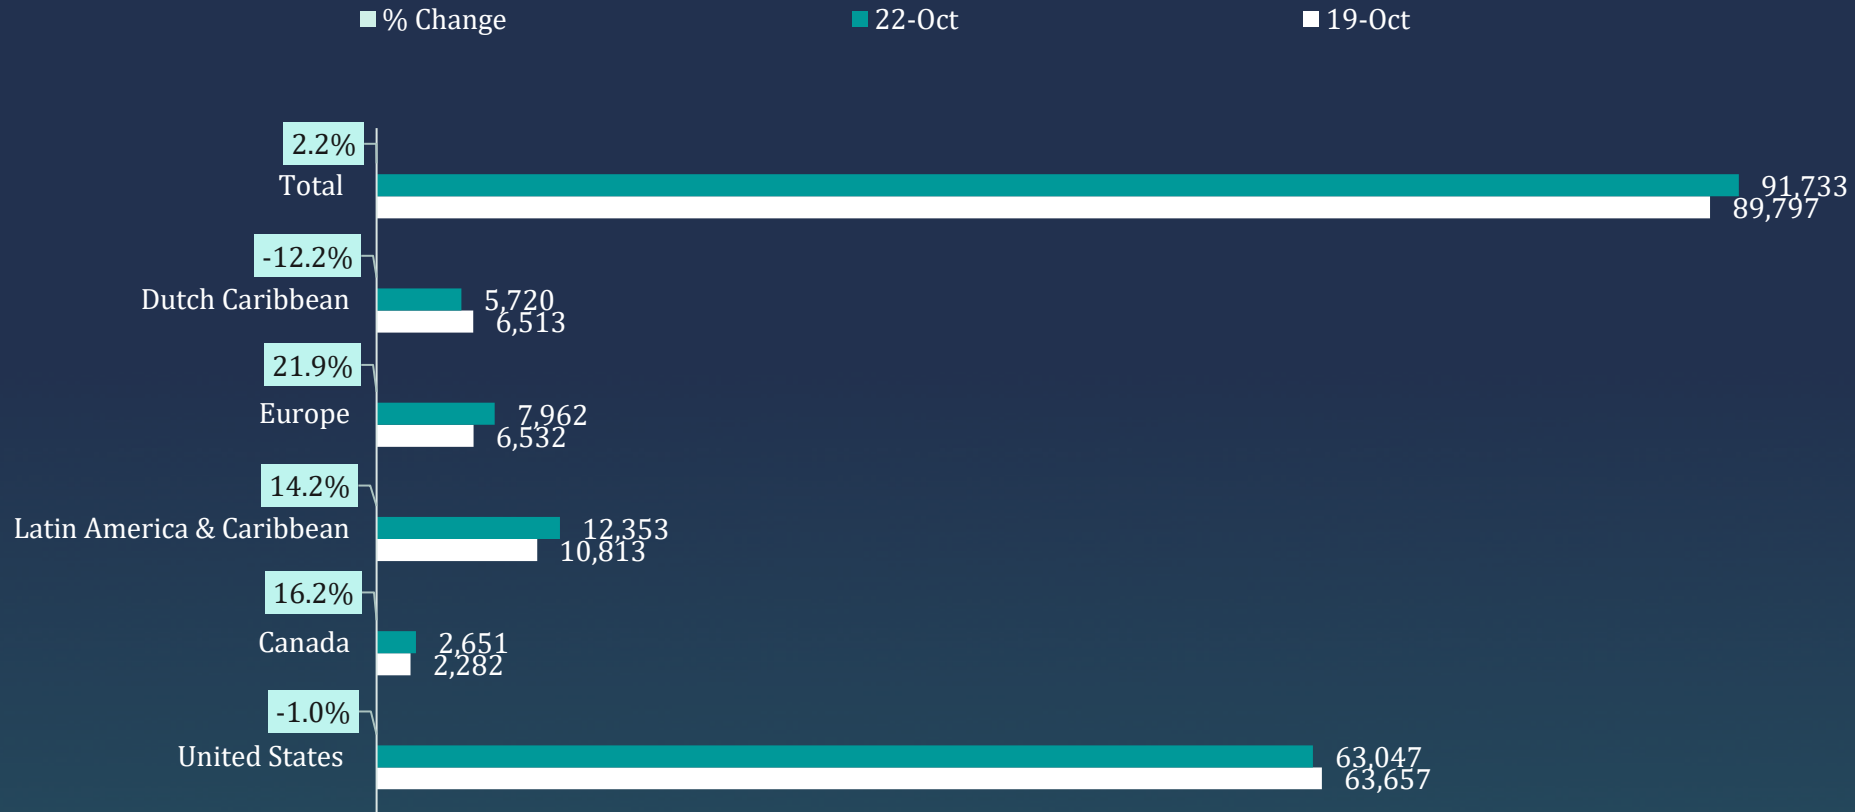 % Change 22-Oct 19-Oct
2.2%
Total 91,733
89,797
-12.2%
Dutch Caribbean 5,720
6,513
21.9%
Europe 7,962
6,532
14.2%
Latin America & Caribbean 12,353
10,813
16.2%
Canada 2,651
2,282
-1.0%
United States 63,047
63,657